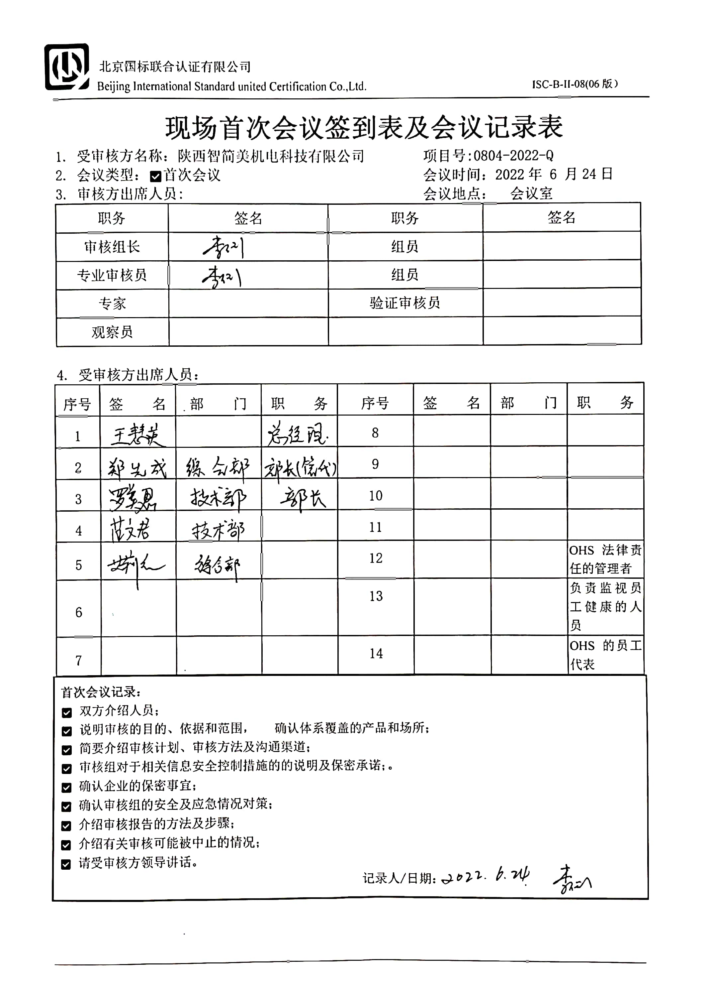 北京国标联合认证有限公司
Beijing International Standard united Certification Co.,Ltd.
ISC-B-II-08(06 版)
现场首次会议签到表及会议记录表
1. 受审核方名称：陕西智简美机电科技有限公司 项目号:0804-2022-Q
2. 会议类型：☑首次会议 会议时间：2022 年 6 月 24 日
3. 审核方出席人员： 会议地点： 会议室
职务 签名 职务 签名
审核组长 组员
专业审核员 组员
专家 验证审核员
观察员
4. 受审核方出席人员：
序号 签 名 部 门 职 务 序号 签 名 部 门 职 务
1 王慧英 总经理 8
2 郑先成 综合部 部长(管代) 9
3 技术部 部长 10
4 范文君 技术部 11
5 综合部 12 OHS 法律责
任的管理者
6 13 负责监视员
工健康的人
员
7 14 OHS 的员工
代表
首次会议记录：
☑ 双方介绍人员；
☑ 说明审核的目的、依据和范围， 确认体系覆盖的产品和场所；
☑ 简要介绍审核计划、审核方法及沟通渠道；
☑ 审核组对于相关信息安全控制措施的的说明及保密承诺；。
☑ 确认企业的保密事宜；
☑ 确认审核组的安全及应急情况对策；
☑ 介绍审核报告的方法及步骤；
☑ 介绍有关审核可能被中止的情况；
☑ 请受审核方领导讲话。
记录人/日期：2022.6.24